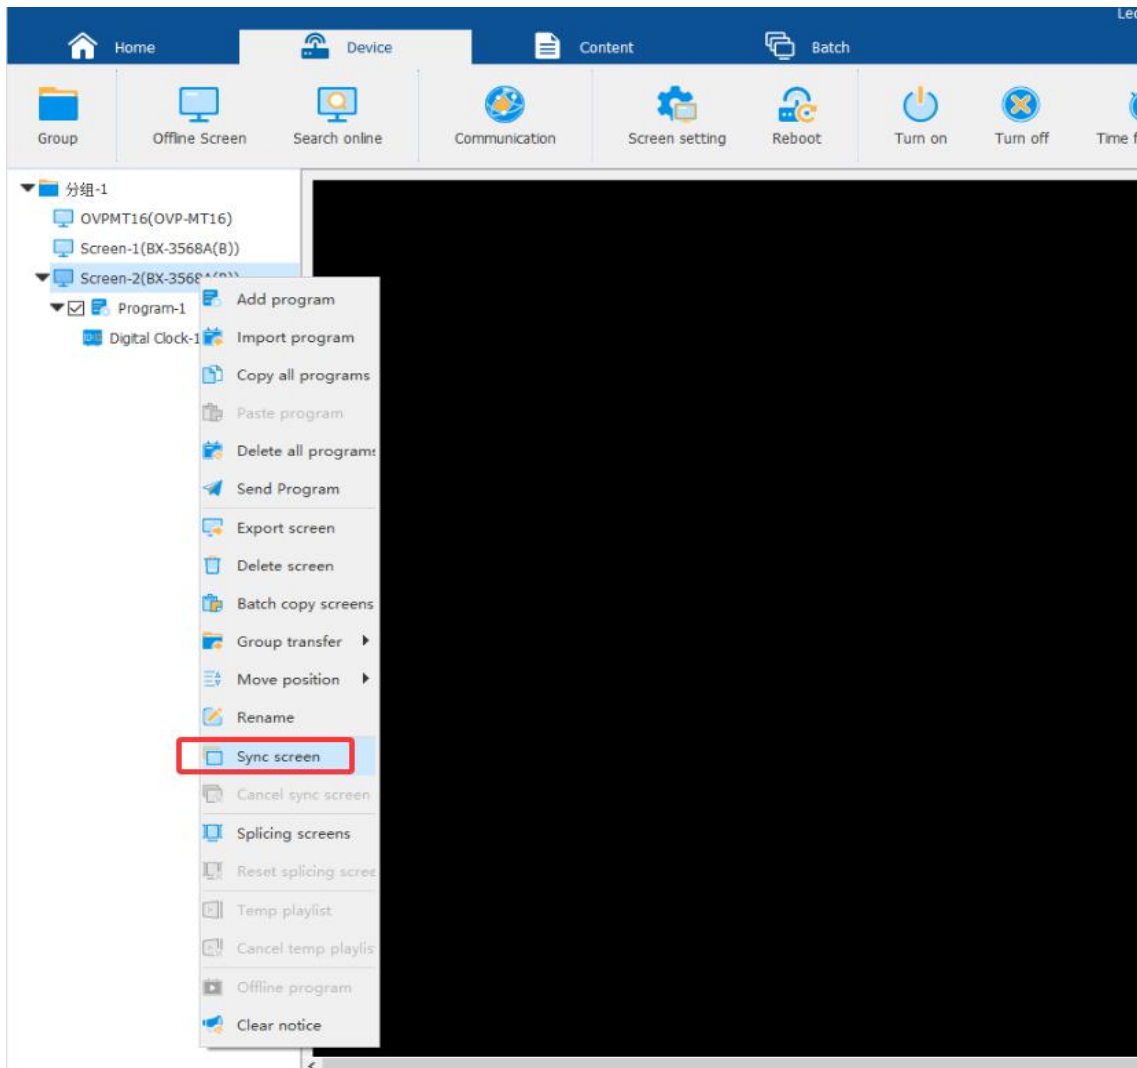 Lec
Home
Device
Content
Batch
Group
Offline Screen
Search online
Communication
Screen setting
Reboot
Turn on
Turn off
Time f
分组-1
OVPMT16(OVP-MT16)
Screen-1(BX-3568A(B))
Screen-2(BX-3568A(B))
Program-1
Digital Clock-1
Add program
Import program
Copy all programs
Paste program
Delete all programs
Send Program
Export screen
Delete screen
Batch copy screens
Group transfer
Move position
Rename
Sync screen
Cancel sync screen
Splicing screens
Reset splicing scree
Temp playlist
Cancel temp playlis
Offline program
Clear notice